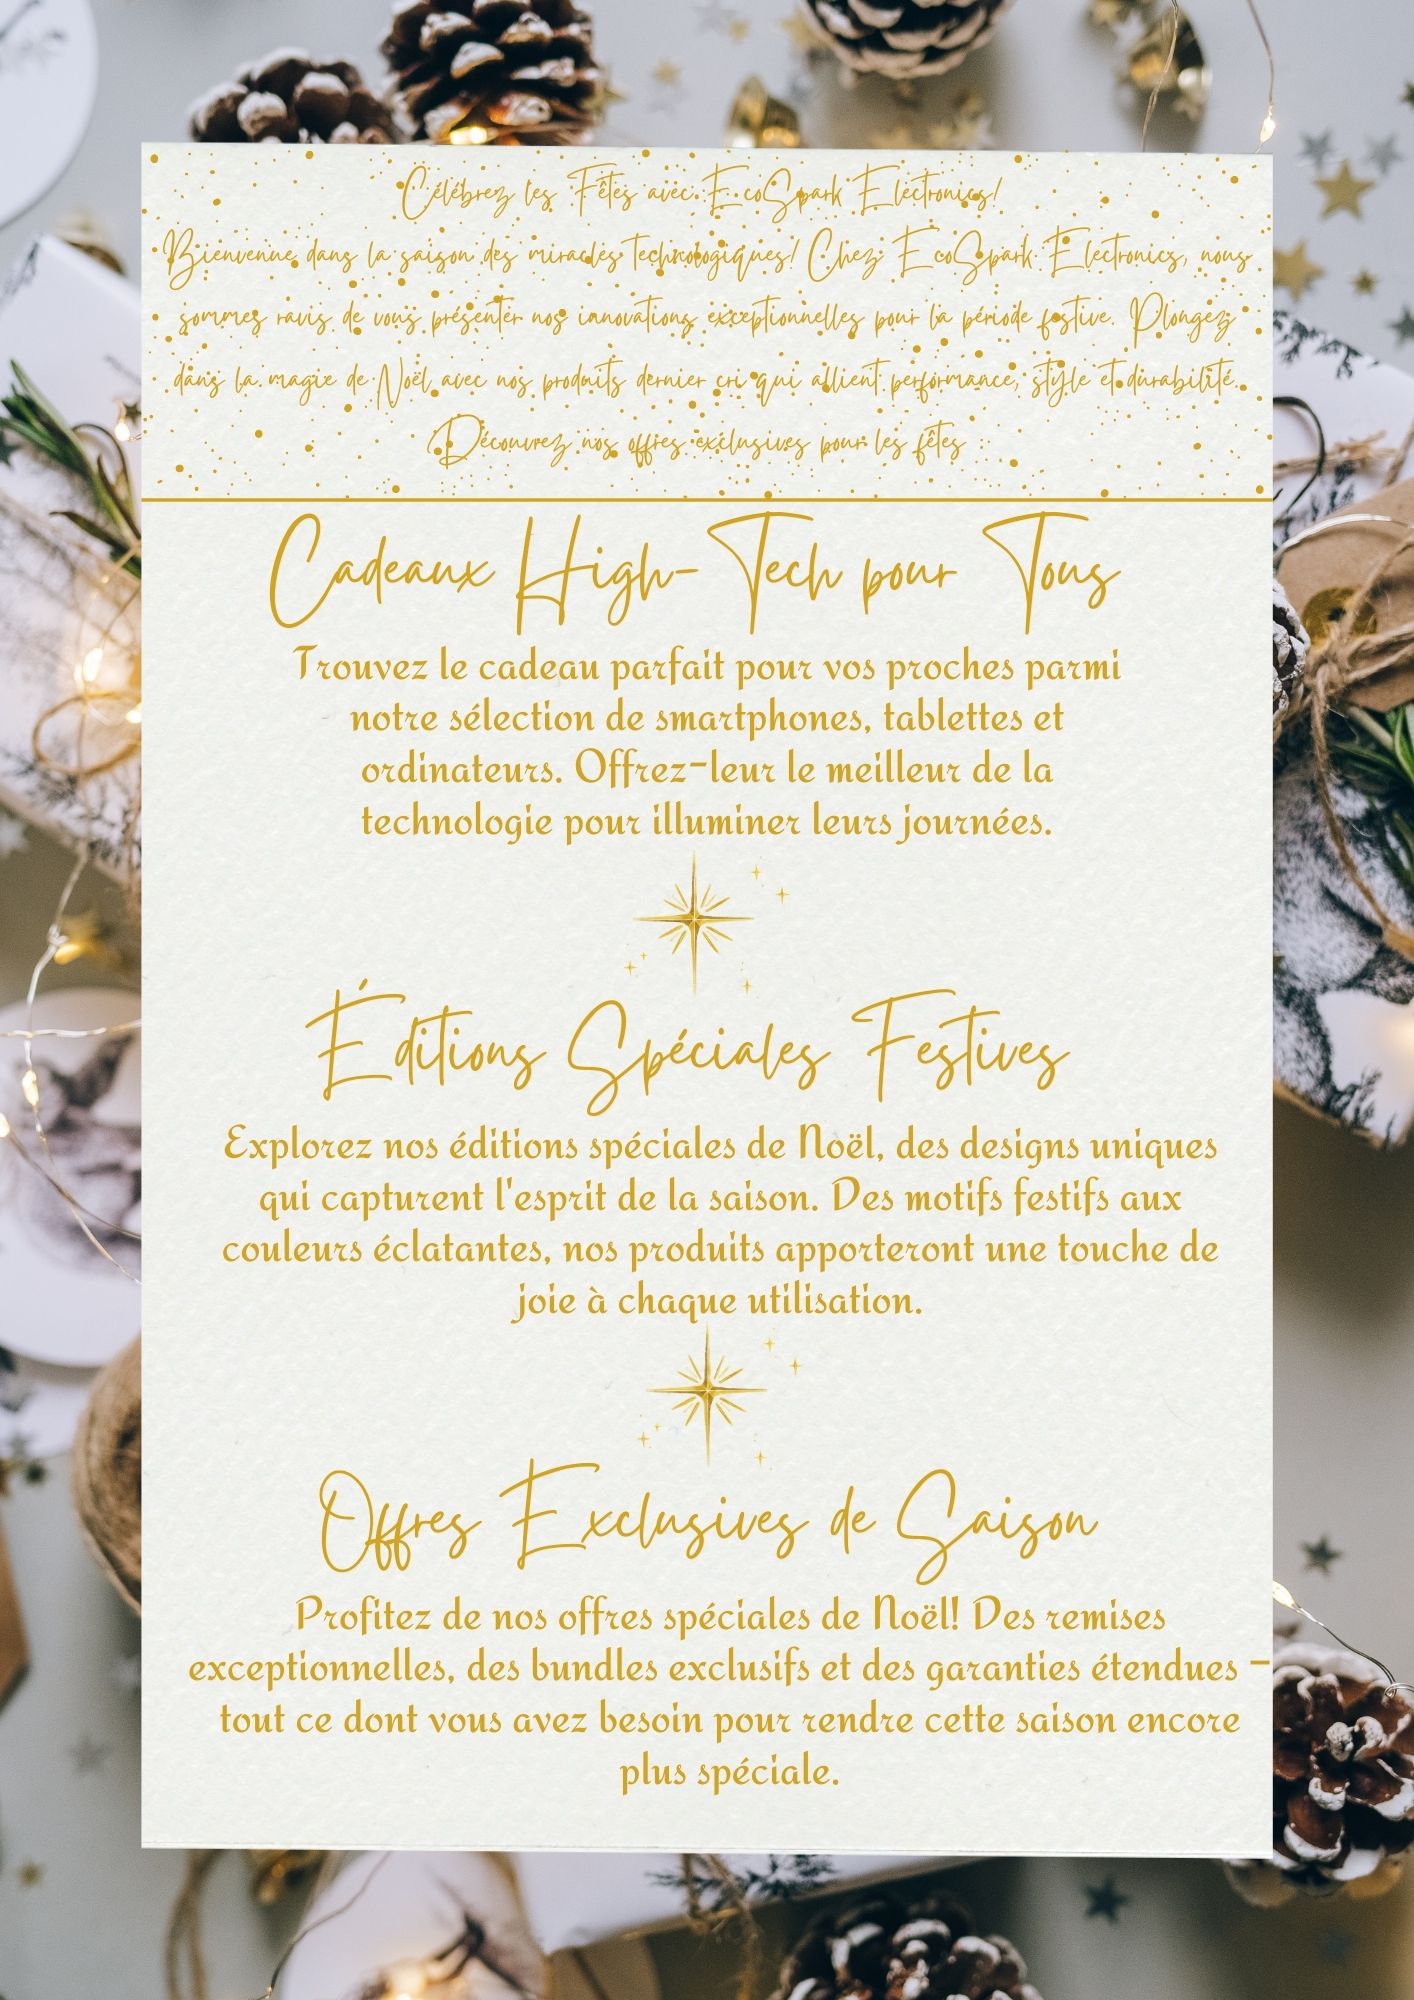 Célébrez les Fêtes avec EcoSpark Electronics!
Bienvenue dans la saison des miracles technologiques! Chez EcoSpark Electronics, nous
sommes ravis de vous présenter nos innovations exceptionnelles pour la période festive. Plongez
dans la magie de Noël avec nos produits dernier cri qui allient performance, style et durabilité.
Découvrez nos offres exclusives pour les fêtes :
Cadeaux High-Tech pour Tous
Trouvez le cadeau parfait pour vos proches parmi
notre sélection de smartphones, tablettes et
ordinateurs. Offrez-leur le meilleur de la
technologie pour illuminer leurs journées.
Éditions Spéciales Festives
Explorez nos éditions spéciales de Noël, des designs uniques
qui capturent l'esprit de la saison. Des motifs festifs aux
couleurs éclatantes, nos produits apporteront une touche de
joie à chaque utilisation.
Offres Exclusives de Saison
Profitez de nos offres spéciales de Noël! Des remises
exceptionnelles, des bundles exclusifs et des garanties étendues –
tout ce dont vous avez besoin pour rendre cette saison encore
plus spéciale.